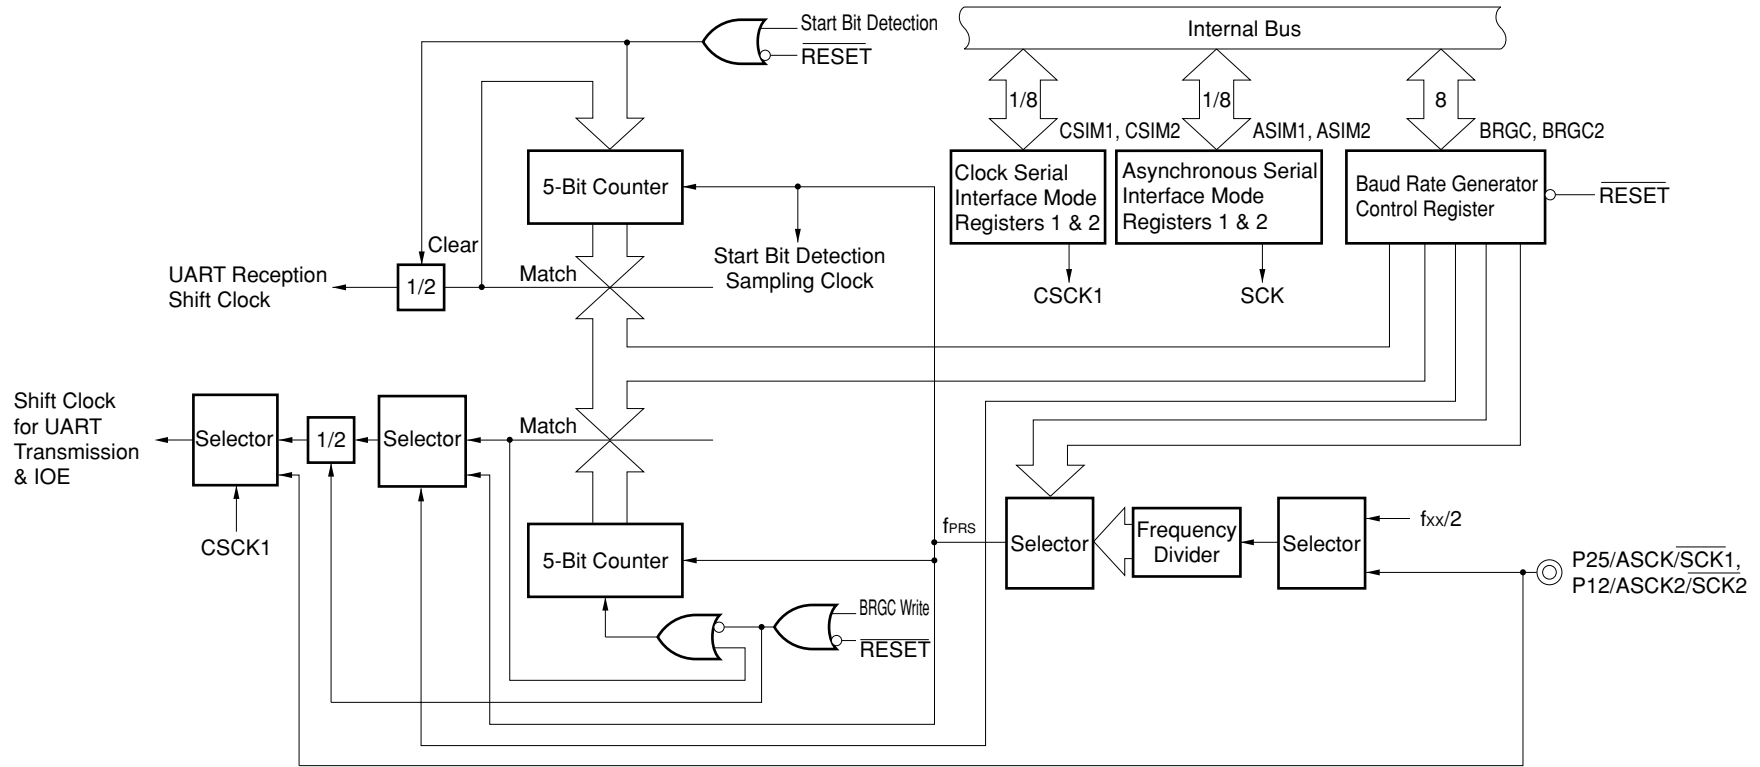 Start Bit Detection
RESET
Internal Bus
1/8
1/8
8
CSIM1, CSIM2
ASIM1, ASIM2
BRGC, BRGC2
5-Bit Counter
Clock Serial
Interface Mode
Registers 1 & 2
Asynchronous Serial
Interface Mode
Registers 1 & 2
Baud Rate Generator
Control Register
RESET
Clear
UART Reception
Shift Clock
1/2
Match
Start Bit Detection
Sampling Clock
CSCK1
SCK
Shift Clock
for UART
Transmission
& IOE
Selector
1/2
Selector
Match
CSCK1
5-Bit Counter
fPRS
Selector
Frequency
Divider
Selector
fxx/2
P25/ASCK/SCK1,
P12/ASCK2/SCK2
BRGC Write
RESET